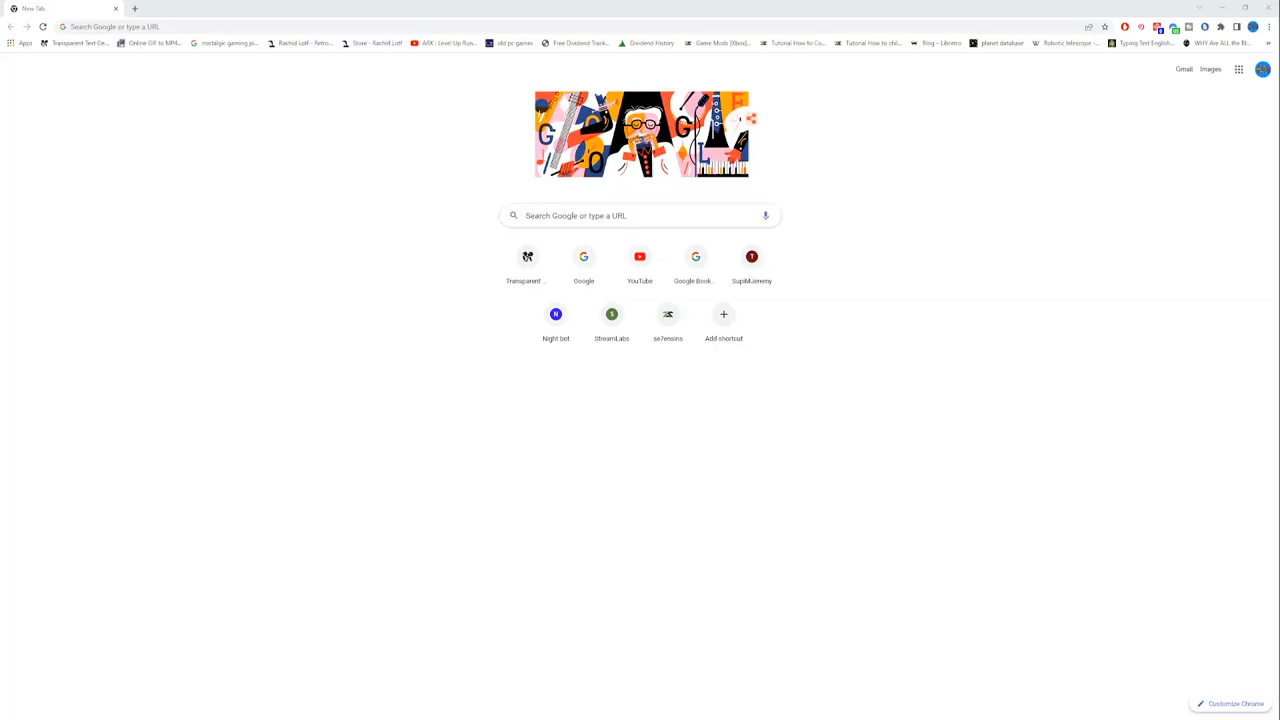 New Tab
Search Google or type a URL
Apps
Transparent Text Ge...
Online GIF to MP4...
nortalgic gaming pi...
Rachid Lotf - Retro...
Store - Rachid Lotf
ARK : Level Up Run...
old pc games
Free Dividend Track...
Dividend History
Game Mods [Xbox]...
Tutorial How to Co...
Tutorial How to chil...
Blog – Libretro
planet database
Robotic telescope -...
Typing Test English...
WHY Are ALL the Bl...
Gmail
Images
Search Google or type a URL
Transparent ...
Google
YouTube
Google Book...
T
SupIMJeremy
N
Night bot
S
StreamLabs
se7ensins
Add shortcut
Customize Chrome